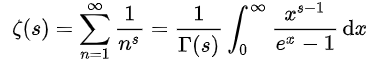 ζ(s) = ∑_{n=1}^{∞} 1/n^s = 1/Γ(s) ∫_0^∞ x^{s−1}/(e^x − 1) dx